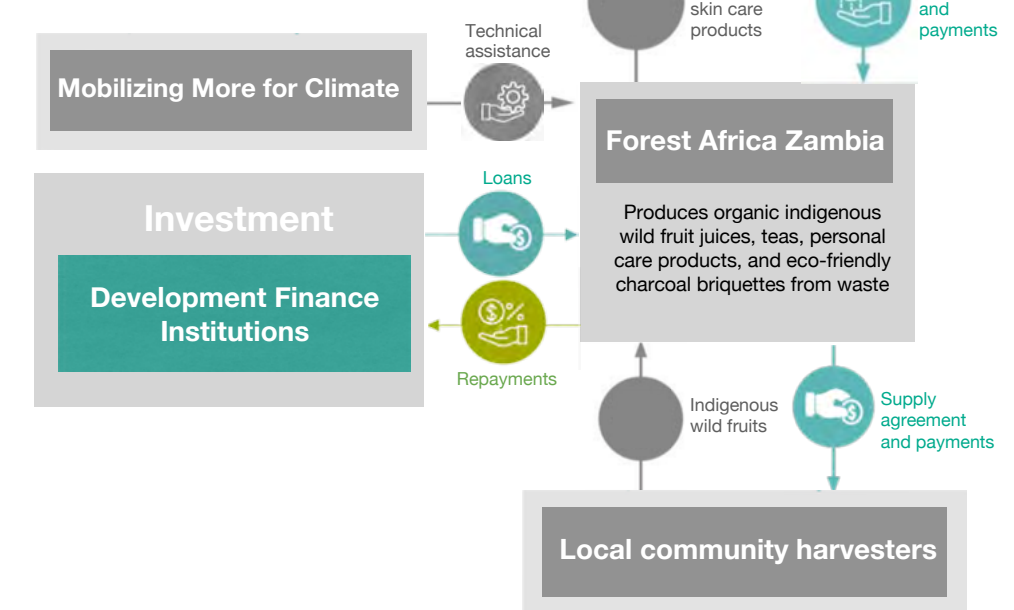 skin care
products
and
payments
Technical
assistance
Mobilizing More for Climate
Forest Africa Zambia
Produces organic indigenous
wild fruit juices, teas, personal
care products, and eco-friendly
charcoal briquettes from waste
Loans
Investment
Development Finance
Institutions
Repayments
Indigenous
wild fruits
Supply
agreement
and payments
Local community harvesters